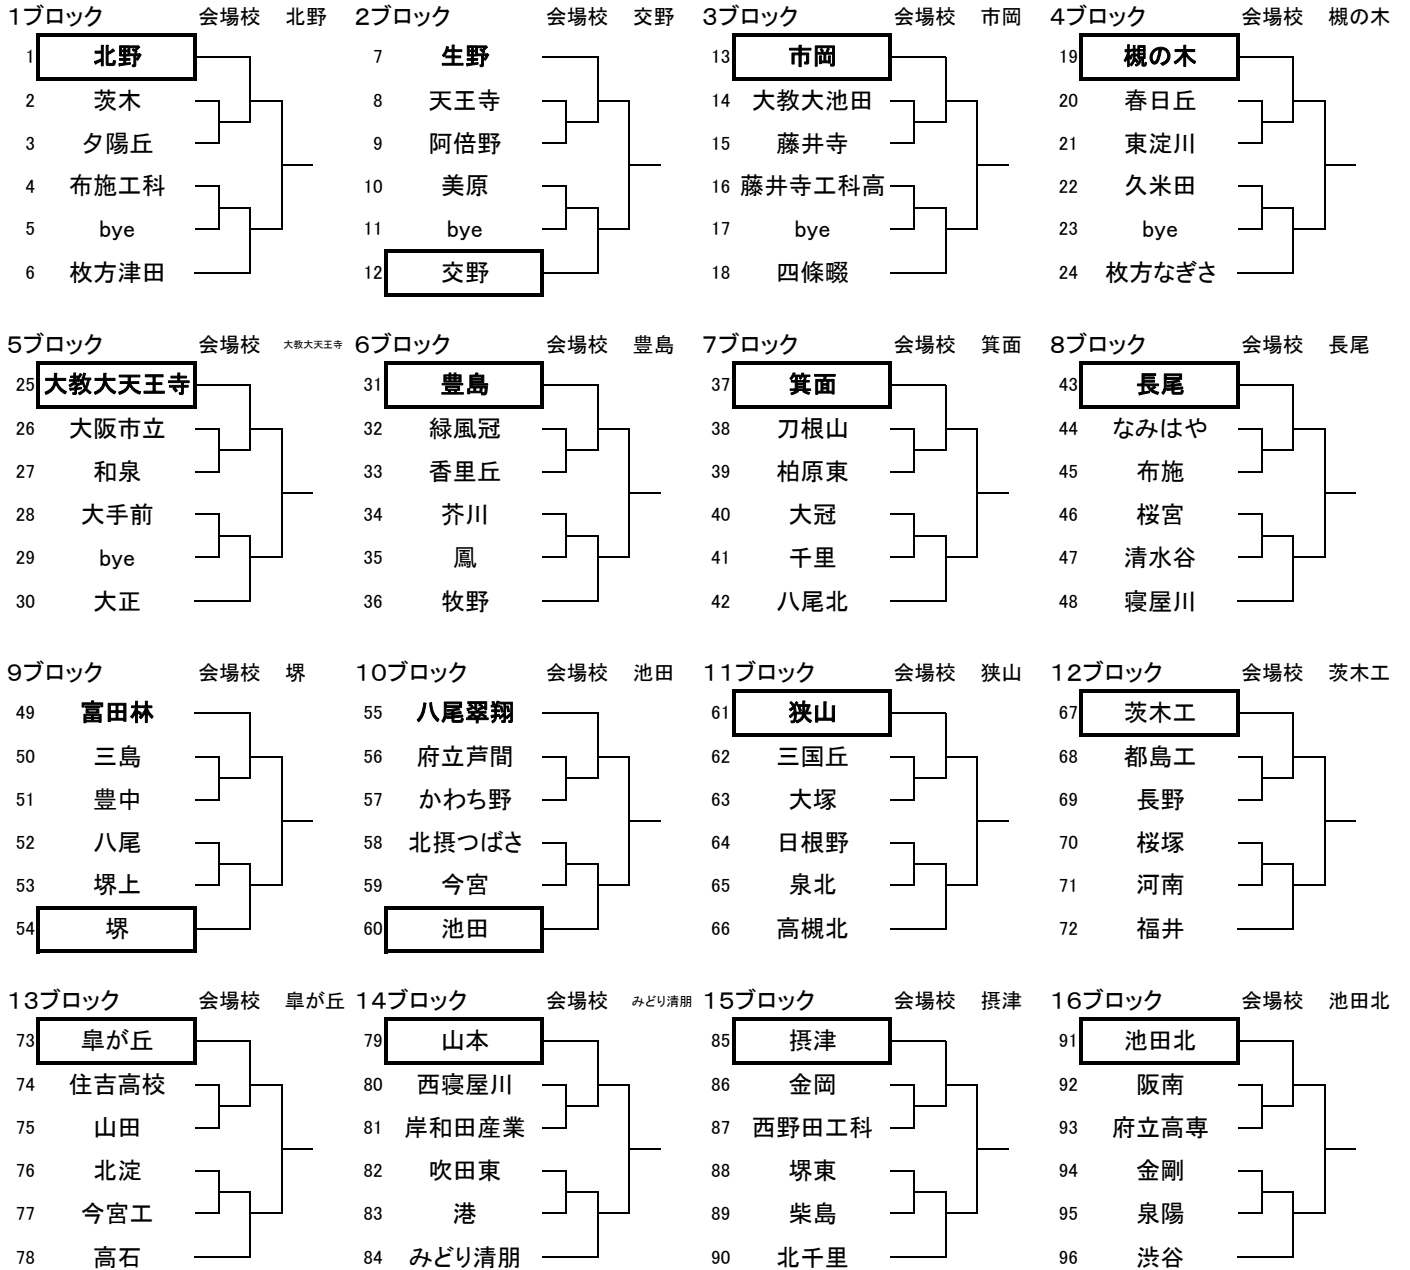 1ブロック 会場校 北野
1 北野
2 茨木
3 夕陽丘
4 布施工科
5 bye
6 枚方津田
2ブロック 会場校 交野
7 生野
8 天王寺
9 阿倍野
10 美原
11 bye
12 交野
3ブロック 会場校 市岡
13 市岡
14 大教大池田
15 藤井寺
16 藤井寺工科高
17 bye
18 四條畷
4ブロック 会場校 槻の木
19 槻の木
20 春日丘
21 東淀川
22 久米田
23 bye
24 枚方なぎさ
5ブロック 会場校 大教大天王寺
25 大教大天王寺
26 大阪市立
27 和泉
28 大手前
29 bye
30 大正
6ブロック 会場校 豊島
31 豊島
32 緑風冠
33 香里丘
34 芥川
35 鳳
36 牧野
7ブロック 会場校 箕面
37 箕面
38 刀根山
39 柏原東
40 大冠
41 千里
42 八尾北
8ブロック 会場校 長尾
43 長尾
44 なみはや
45 布施
46 桜宮
47 清水谷
48 寝屋川
9ブロック 会場校 堺
49 富田林
50 三島
51 豊中
52 八尾
53 堺上
54 堺
10ブロック 会場校 池田
55 八尾翠翔
56 府立芦間
57 かわち野
58 北摂つばさ
59 今宮
60 池田
11ブロック 会場校 狭山
61 狭山
62 三国丘
63 大塚
64 日根野
65 泉北
66 高槻北
12ブロック 会場校 茨木工
67 茨木工
68 都島工
69 長野
70 桜塚
71 河南
72 福井
13ブロック 会場校 皐が丘
73 皐が丘
74 住吉高校
75 山田
76 北淀
77 今宮工
78 高石
14ブロック 会場校 みどり清朋
79 山本
80 西寝屋川
81 岸和田産業
82 吹田東
83 港
84 みどり清朋
15ブロック 会場校 摂津
85 摂津
86 金岡
87 西野田工科
88 堺東
89 柴島
90 北千里
16ブロック 会場校 池田北
91 池田北
92 阪南
93 府立高専
94 金剛
95 泉陽
96 渋谷